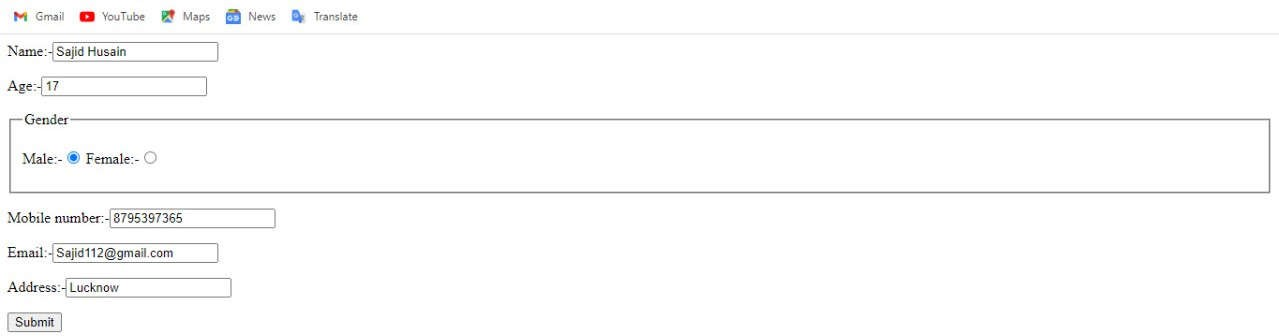 Gmail YouTube Maps News Translate
Name:-Sajid Husain
Age:-17
Gender
Male:- Female:-
Mobile number:-8795397365
Email:-Sajid112@gmail.com
Address:-Lucknow
Submit